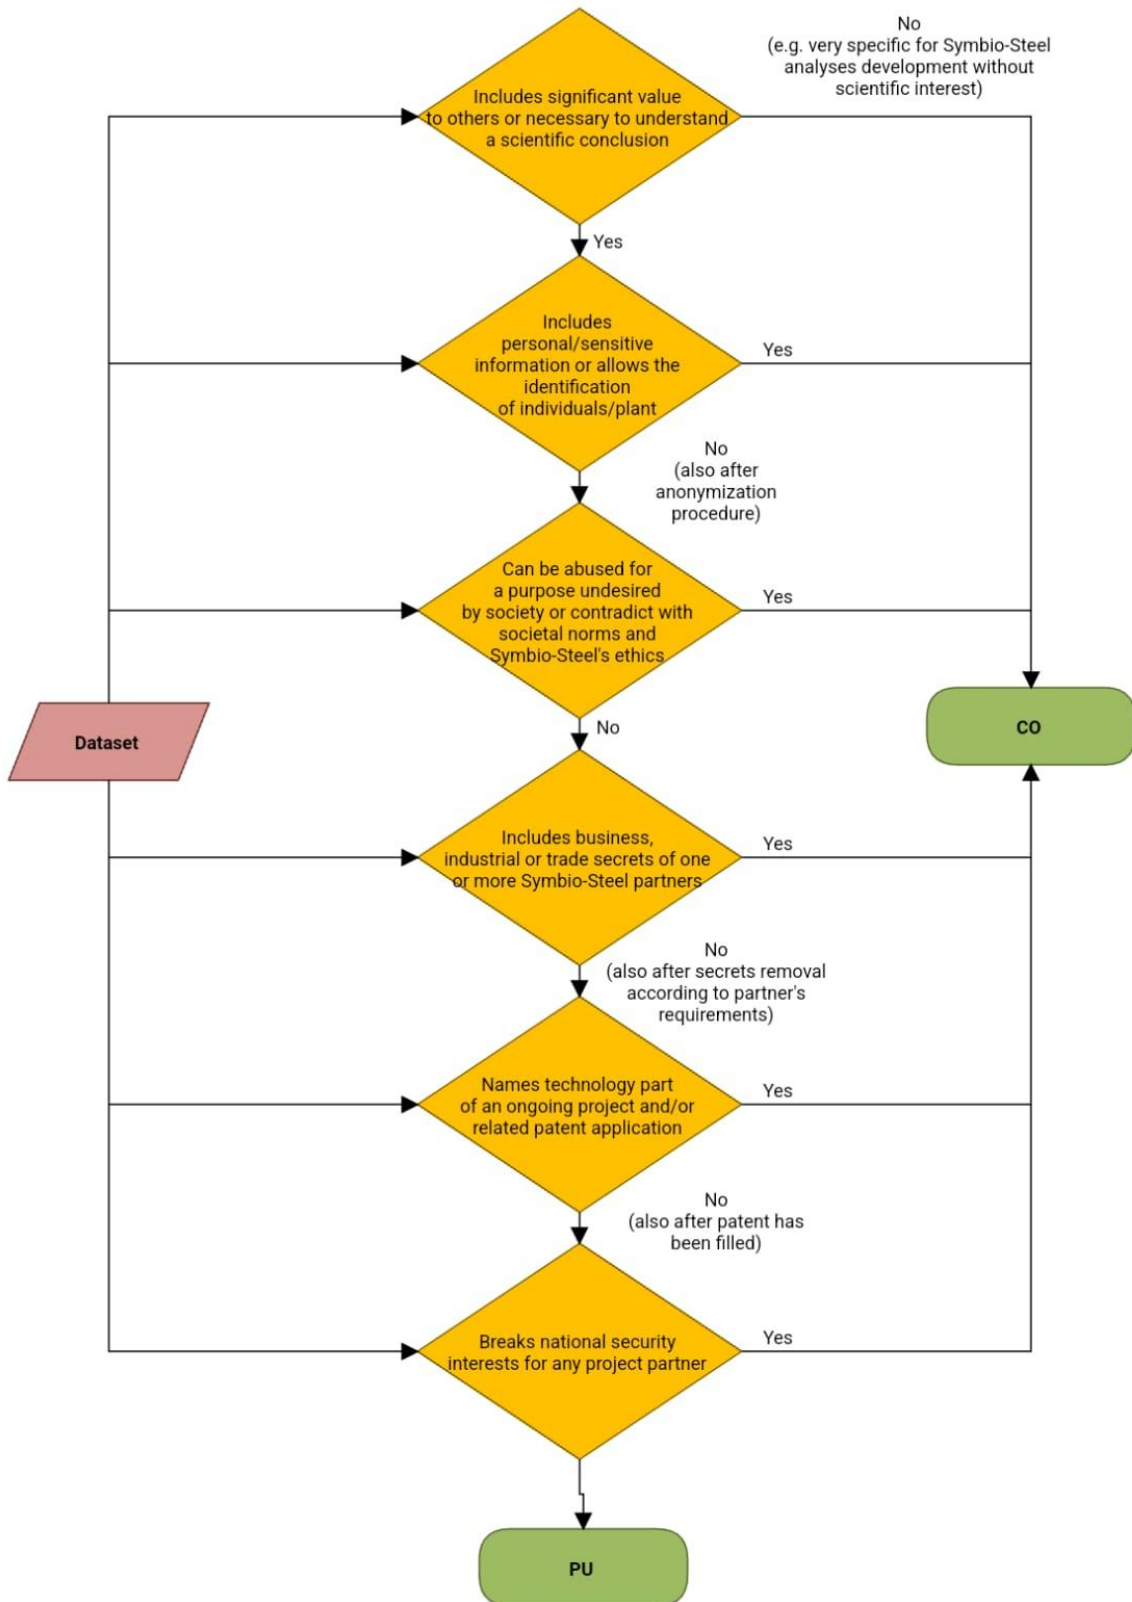 No
(e.g. very specific for Symbio-Steel
analyses development without
scientific interest)
Includes significant value
to others or necessary to understand
a scientific conclusion
Yes
Includes
personal/sensitive
information or allows the
identification
of individuals/plant
Yes
No
(also after
anonymization
procedure)
Can be abused for
a purpose undesired
by society or contradict with
societal norms and
Symbio-Steel's ethics
Yes
No
Dataset
CO
Includes business,
industrial or trade secrets of one
or more Symbio-Steel partners
Yes
No
(also after secrets removal
according to partner's
requirements)
Names technology part
of an ongoing project and/or
related patent application
Yes
No
(also after patent has
been filled)
Breaks national security
interests for any project partner
Yes
PU